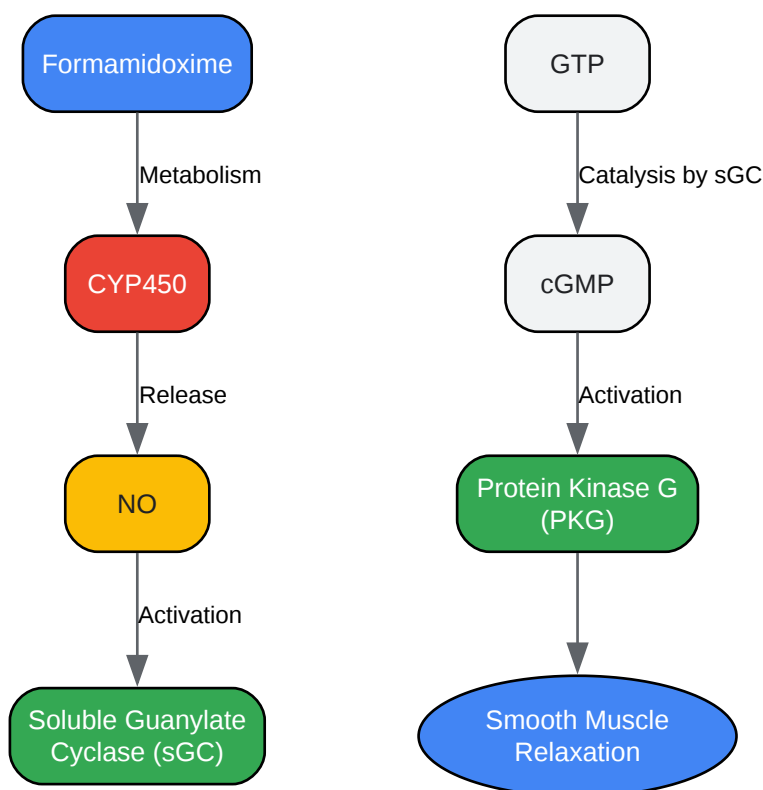 Formamidoxime
Metabolism
CYP450
Release
NO
Activation
Soluble Guanylate
Cyclase (sGC)
GTP
Catalysis by sGC
cGMP
Activation
Protein Kinase G
(PKG)
Smooth Muscle
Relaxation